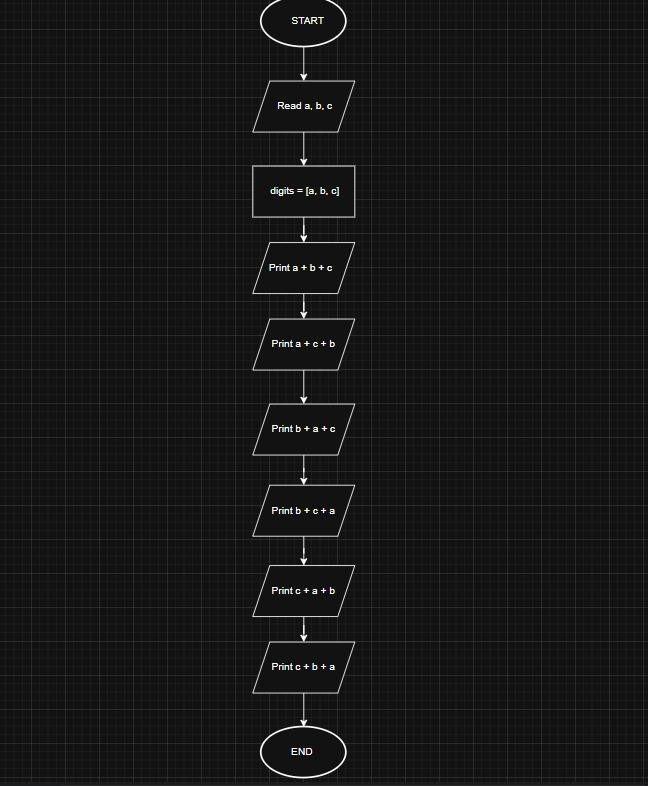 START
Read a, b, c
digits = [a, b, c]
Print a + b + c
Print a + c + b
Print b + a + c
Print b + c + a
Print c + a + b
Print c + b + a
END